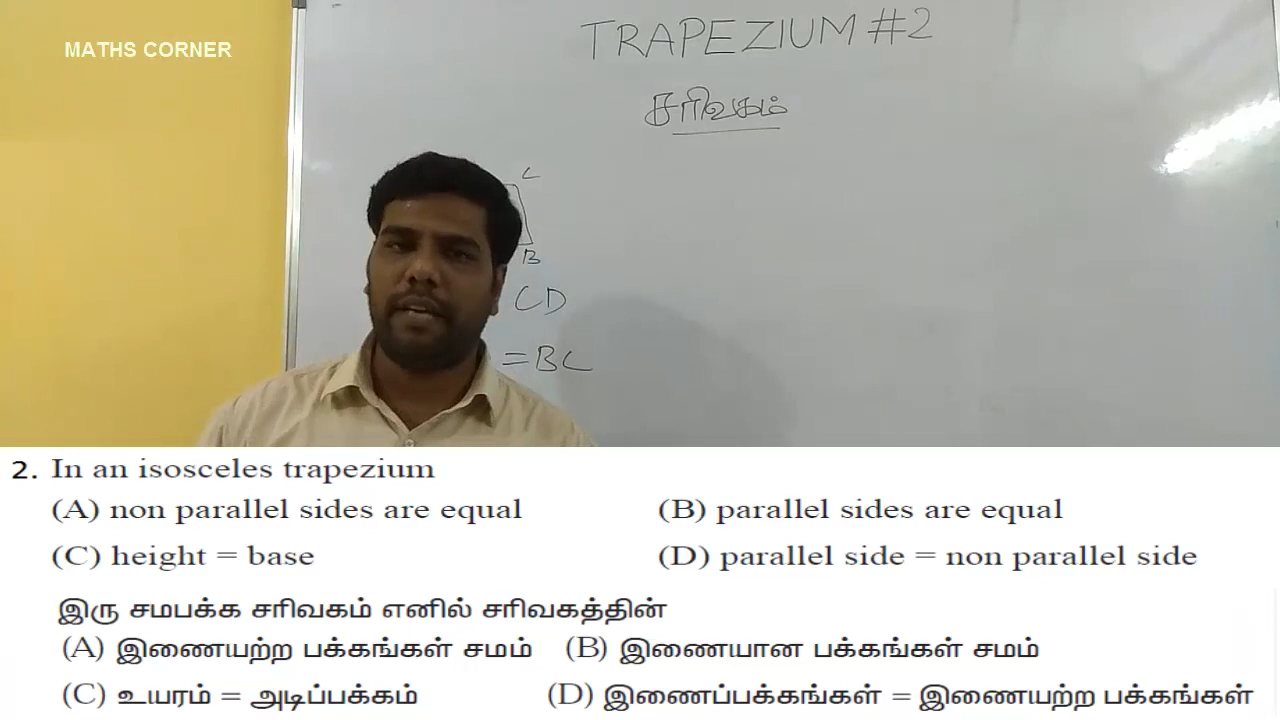 MATHS CORNER
TRAPEZIUM #2
சரிவகம்
C
B
CD
= BC
2. In an isosceles trapezium
(A) non parallel sides are equal (B) parallel sides are equal
(C) height = base (D) parallel side = non parallel side
இரு சமபக்க சரிவகம் எனில் சரிவகத்தின்
(A) இணையற்ற பக்கங்கள் சமம் (B) இணையான பக்கங்கள் சமம்
(C) உயரம் = அடிப்பக்கம் (D) இணைப்பக்கங்கள் = இணையற்ற பக்கங்கள்